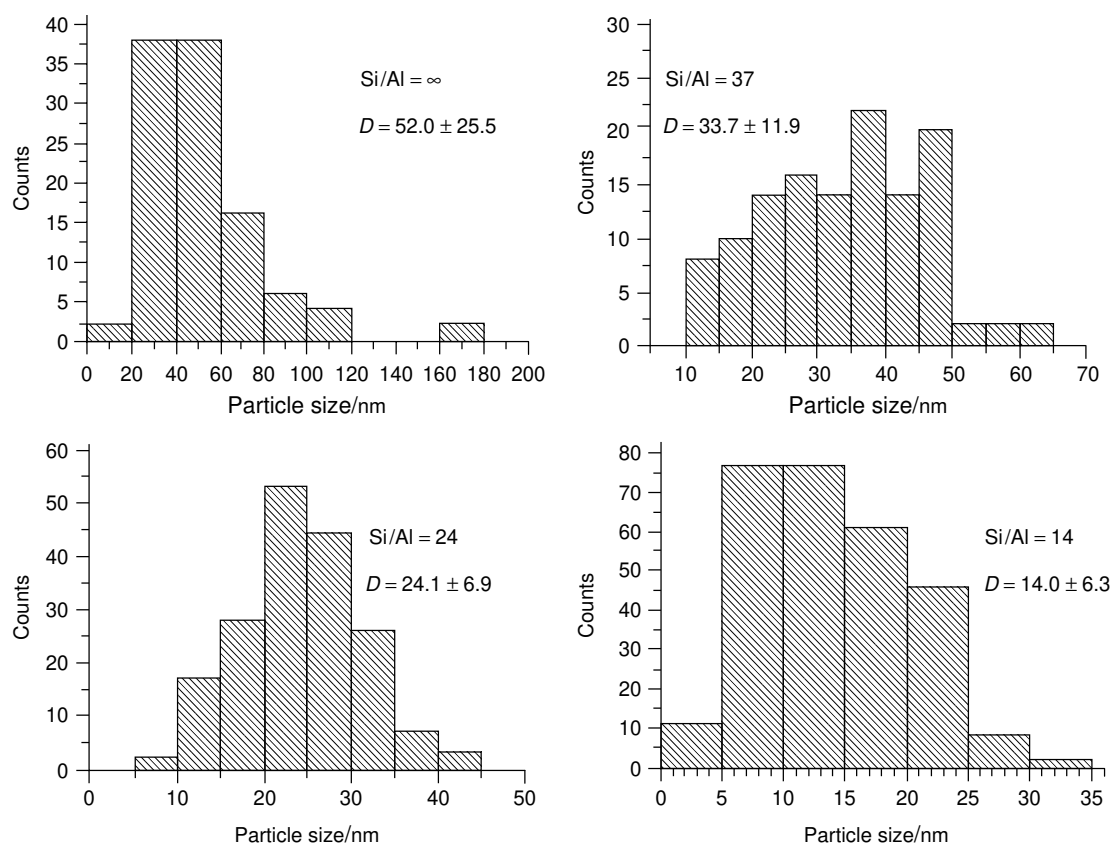 40
35
30
25
20
15
10
5
0
Counts
Si/Al = ∞
D = 52.0 ± 25.5
0 20 40 60 80 100 120 140 160 180 200
Particle size/nm
30
25
20
15
10
5
0
Counts
Si/Al = 37
D = 33.7 ± 11.9
10 20 30 40 50 60 70
Particle size/nm
60
50
40
30
20
10
0
Counts
Si/Al = 24
D = 24.1 ± 6.9
0 10 20 30 40 50
Particle size/nm
80
70
60
50
40
30
20
10
0
Counts
Si/Al = 14
D = 14.0 ± 6.3
0 5 10 15 20 25 30 35
Particle size/nm